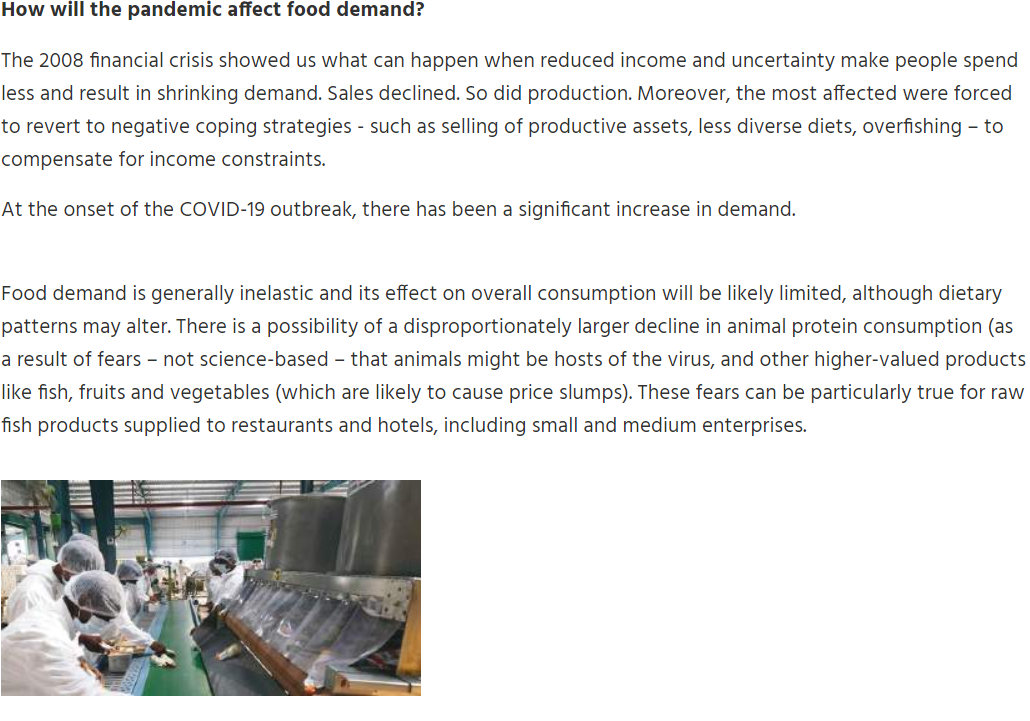 How will the pandemic affect food demand?
The 2008 financial crisis showed us what can happen when reduced income and uncertainty make people spend
less and result in shrinking demand. Sales declined. So did production. Moreover, the most affected were forced
to revert to negative coping strategies - such as selling of productive assets, less diverse diets, overfishing – to
compensate for income constraints.
At the onset of the COVID-19 outbreak, there has been a significant increase in demand.
Food demand is generally inelastic and its effect on overall consumption will be likely limited, although dietary
patterns may alter. There is a possibility of a disproportionately larger decline in animal protein consumption (as
a result of fears – not science-based – that animals might be hosts of the virus, and other higher-valued products
like fish, fruits and vegetables (which are likely to cause price slumps). These fears can be particularly true for raw
fish products supplied to restaurants and hotels, including small and medium enterprises.